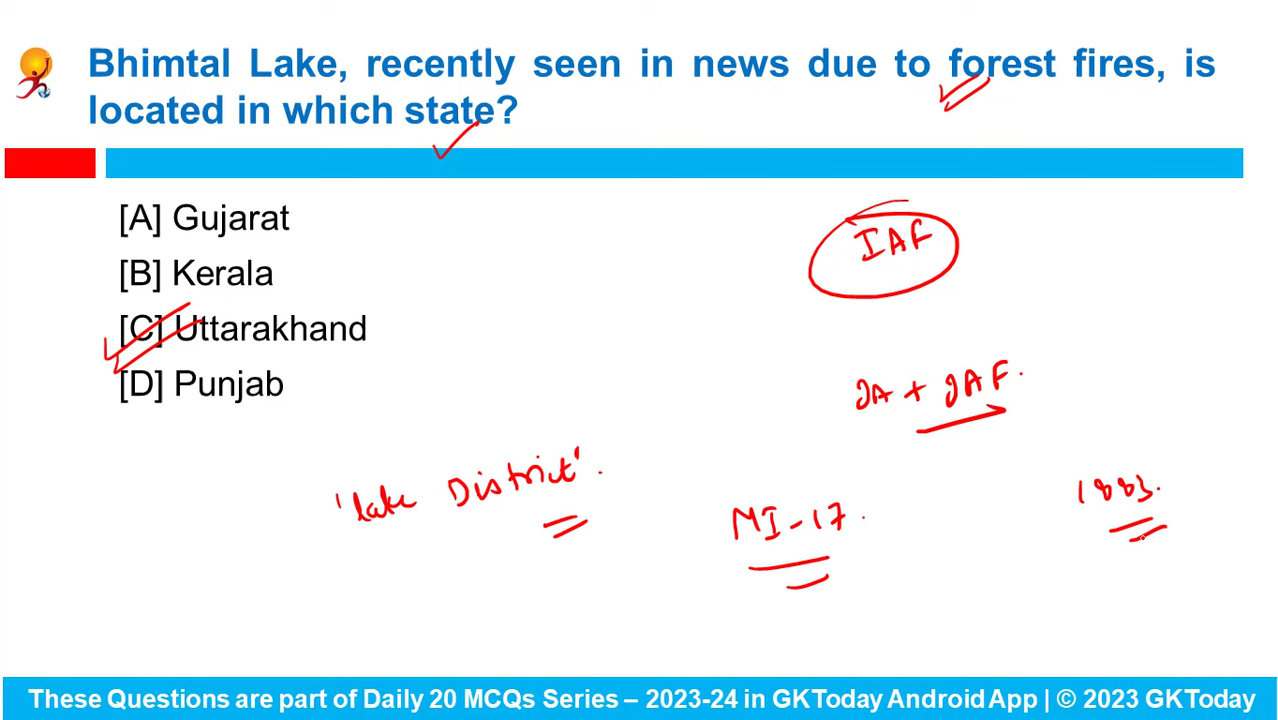 Bhimtal Lake, recently seen in news due to forest fires, is
located in which state?
[A] Gujarat
[B] Kerala
[C] Uttarakhand
[D] Punjab
IAF
IA + IAF.
'Lake District'.
MI-17.
1883.
These Questions are part of Daily 20 MCQs Series – 2023-24 in GKToday Android App | © 2023 GKToday